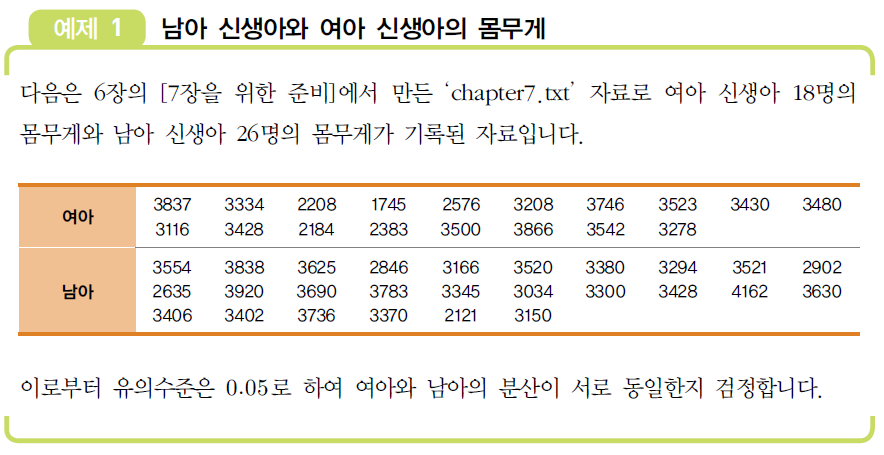 예제 1 남아 신생아와 여아 신생아의 몸무게
다음은 6장의 [7장을 위한 준비]에서 만든 ‘chapter7.txt’ 자료로 여아 신생아 18명의
몸무게와 남아 신생아 26명의 몸무게가 기록된 자료입니다.
여아 3837 3334 2208 1745 2576 3208 3746 3523 3430 3480
3116 3428 2184 2383 3500 3866 3542 3278
남아 3554 3838 3625 2846 3166 3520 3380 3294 3521 2902
2635 3920 3690 3783 3345 3034 3300 3428 4162 3630
3406 3402 3736 3370 2121 3150
이로부터 유의수준은 0.05로 하여 여아와 남아의 분산이 서로 동일한지 검정합니다.